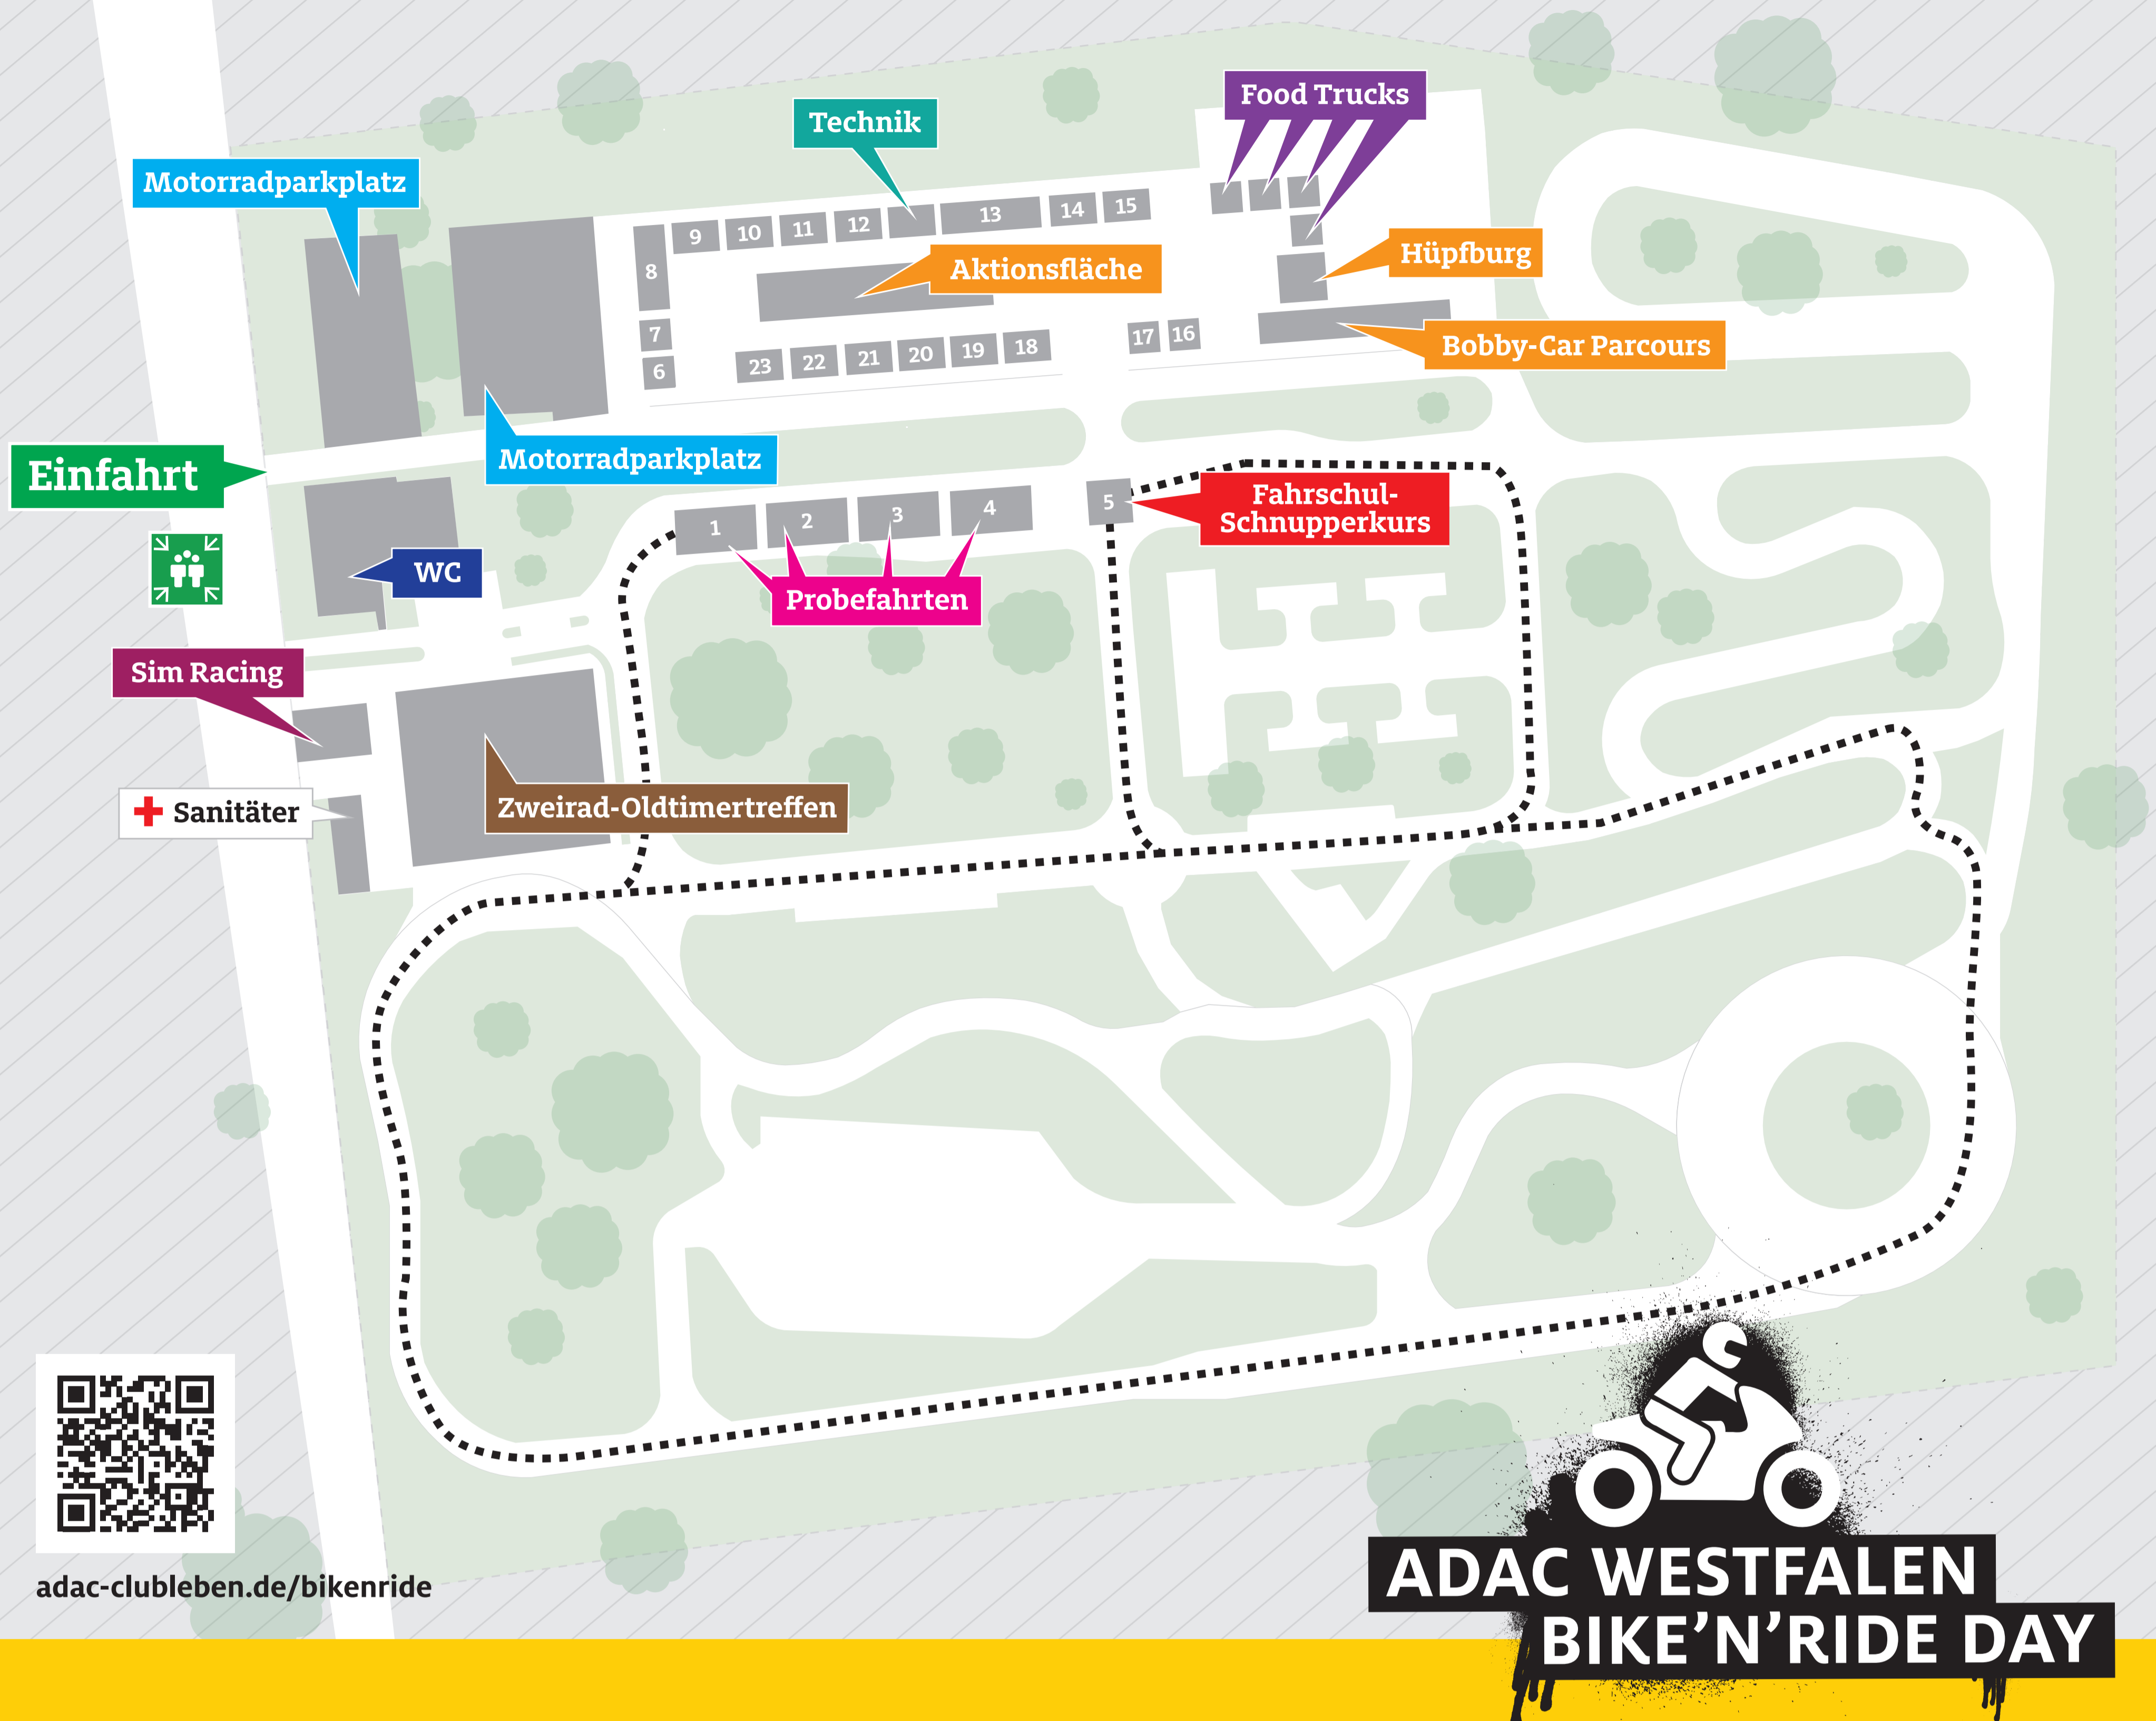 Food Trucks
Technik
Motorradparkplatz
9
10
11
12
13
14
15
8
Aktionsfläche
Hüpfburg
7
6
23
22
21
20
19
18
17
16
Bobby-Car Parcours
Motorradparkplatz
Einfahrt
1
2
3
4
5
Fahrschul-
Schnupperkurs
WC
Probefahrten
Sim Racing
Sanitäter
Zweirad-Oldtimertreffen
adac-clubleben.de/bikenride
ADAC WESTFALEN
BIKE’N’RIDE DAY